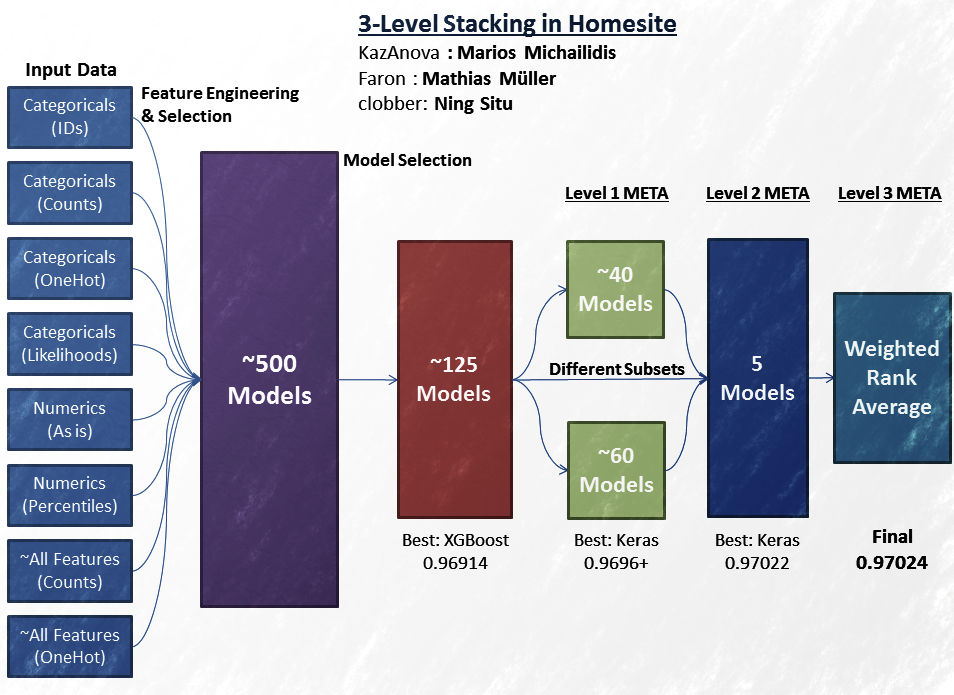 3-Level Stacking in Homesite
KazAnova : Marios Michailidis
Faron : Mathias Müller
clobber: Ning Situ
Input Data
Categoricals
(IDs)
Categoricals
(Counts)
Categoricals
(OneHot)
Categoricals
(Likelihoods)
Numerics
(As is)
Numerics
(Percentiles)
~All Features
(Counts)
~All Features
(OneHot)
Feature Engineering
& Selection
~500
Models
Model Selection
~125
Models
Best: XGBoost
0.96914
Level 1 META
~40
Models
Different Subsets
~60
Models
Best: Keras
0.9696+
Level 2 META
5
Models
Best: Keras
0.97022
Level 3 META
Weighted
Rank
Average
Final
0.97024